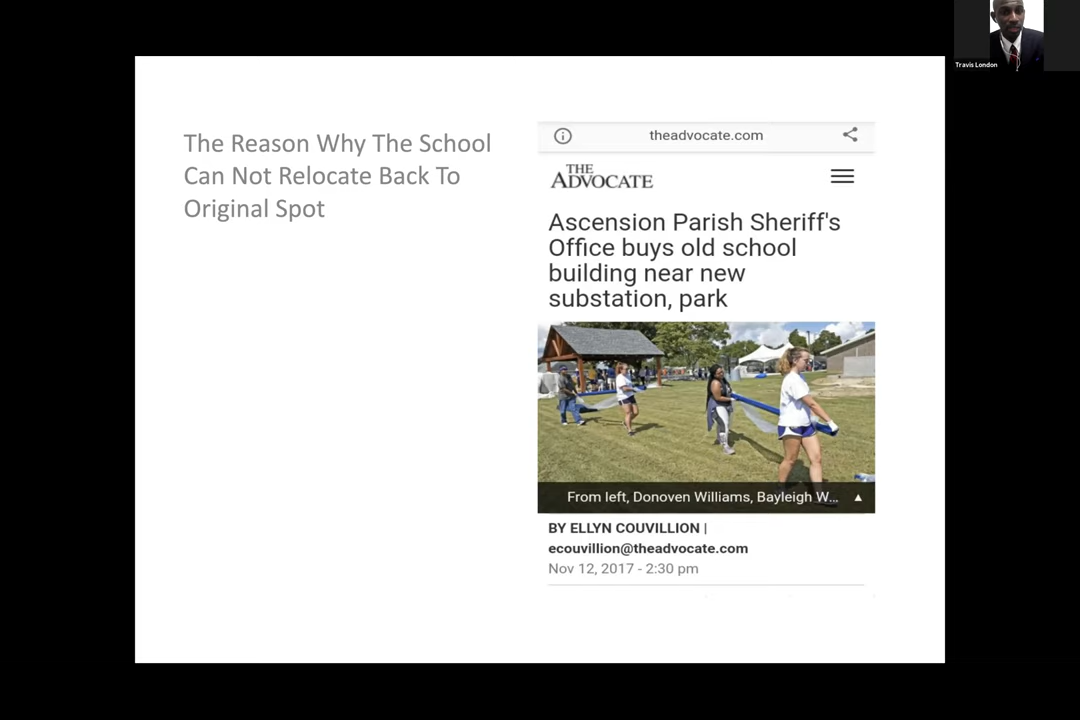 Travis London
The Reason Why The School
Can Not Relocate Back To
Original Spot
theadvocate.com
THE
ADVOCATE
Ascension Parish Sheriff's
Office buys old school
building near new
substation, park
From left, Donoven Williams, Bayleigh W...
BY ELLYN COUVILLION |
ecouvillion@theadvocate.com
Nov 12, 2017 - 2:30 pm